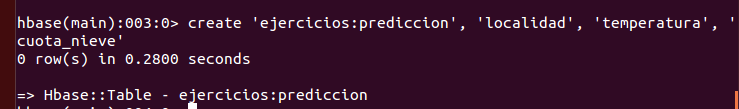 hbase(main):003:0> create 'ejercicios:prediccion', 'localidad', 'temperatura', '
cuota_nieve'
0 row(s) in 0.2800 seconds
=> Hbase::Table - ejercicios:prediccion